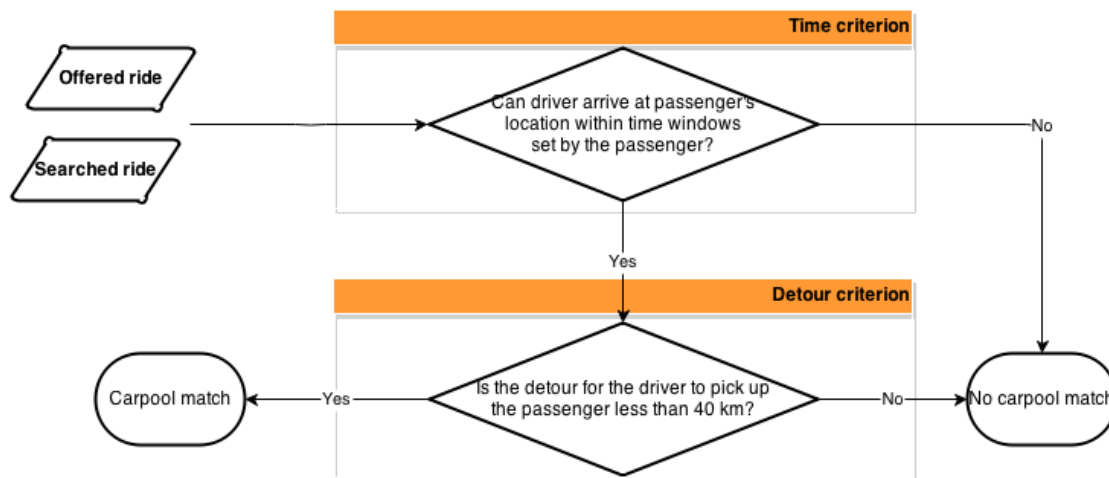 Time criterion
Offered ride
Searched ride
Can driver arrive at passenger's
location within time windows
set by the passenger?
No
Yes
Detour criterion
Carpool match
Yes
Is the detour for the driver to pick up
the passenger less than 40 km?
No
No carpool match